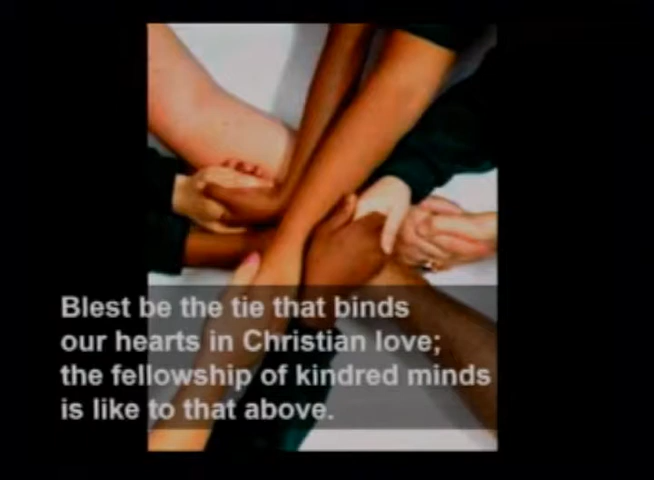 Blest be the tie that binds
our hearts in Christian love;
the fellowship of kindred minds
is like to that above.